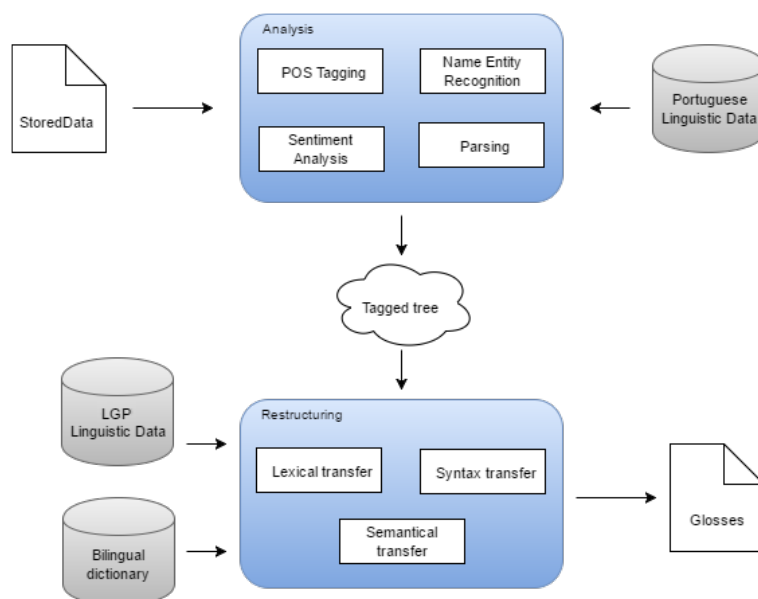 Analysis
POS Tagging
Name Entity
Recognition
StoredData
Portuguese
Linguistic Data
Sentiment
Analysis
Parsing
Tagged tree
LGP
Linguistic Data
Restructuring
Lexical transfer
Syntax transfer
Glosses
Semantical
transfer
Bilingual
dictionary